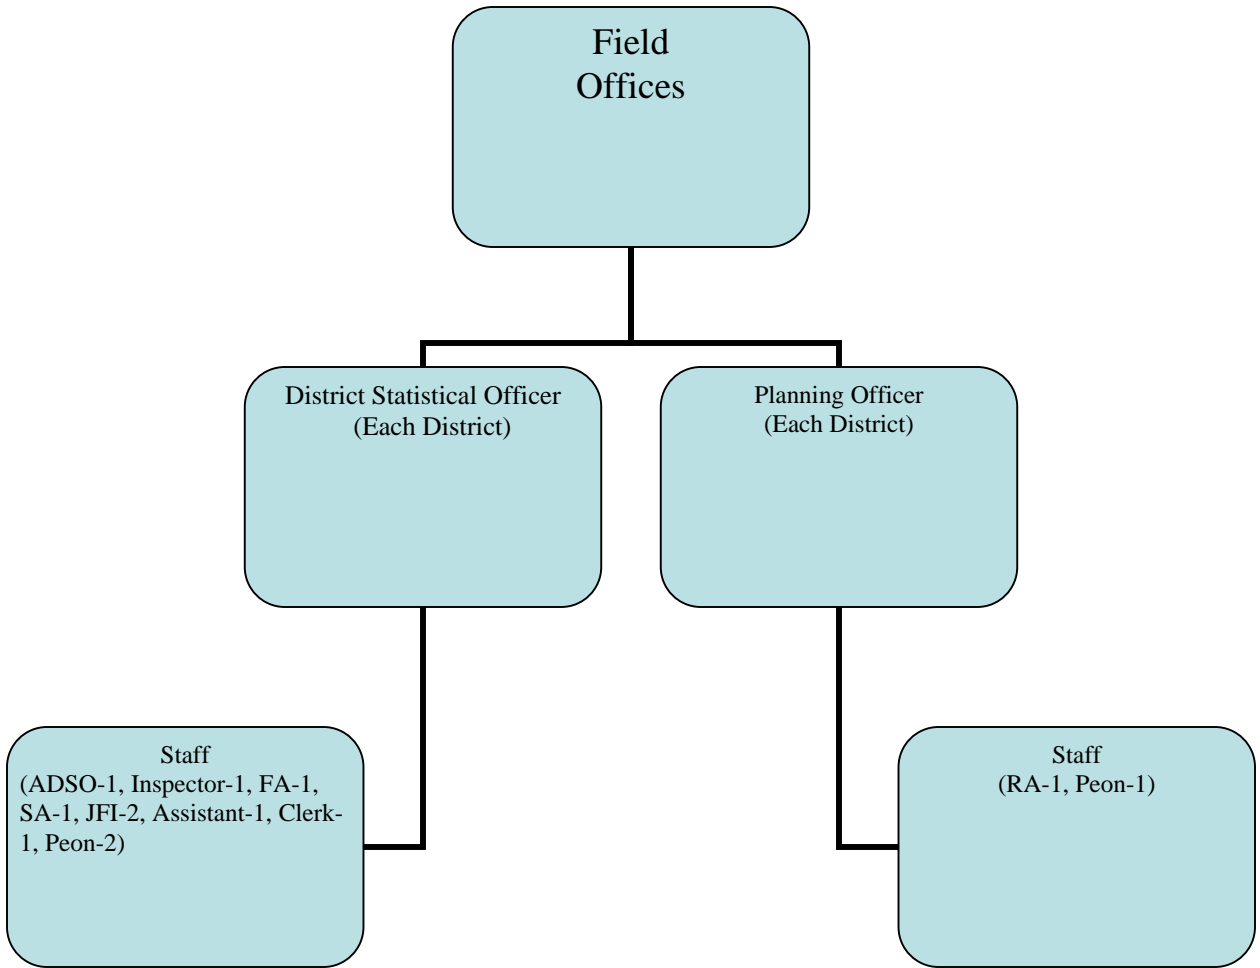 Field
Offices
District Statistical Officer
(Each District)
Planning Officer
(Each District)
Staff
(ADSO-1, Inspector-1, FA-1,
SA-1, JFI-2, Assistant-1, Clerk-
1, Peon-2)
Staff
(RA-1, Peon-1)